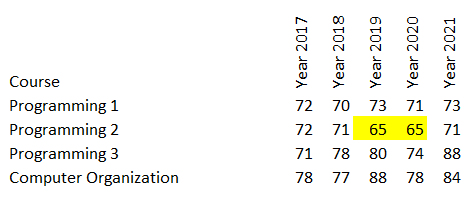 Course Year 2017 Year 2018 Year 2019 Year 2020 Year 2021
Programming 1 72 70 73 71 73
Programming 2 72 71 65 65 71
Programming 3 71 78 80 74 88
Computer Organization 78 77 88 78 84